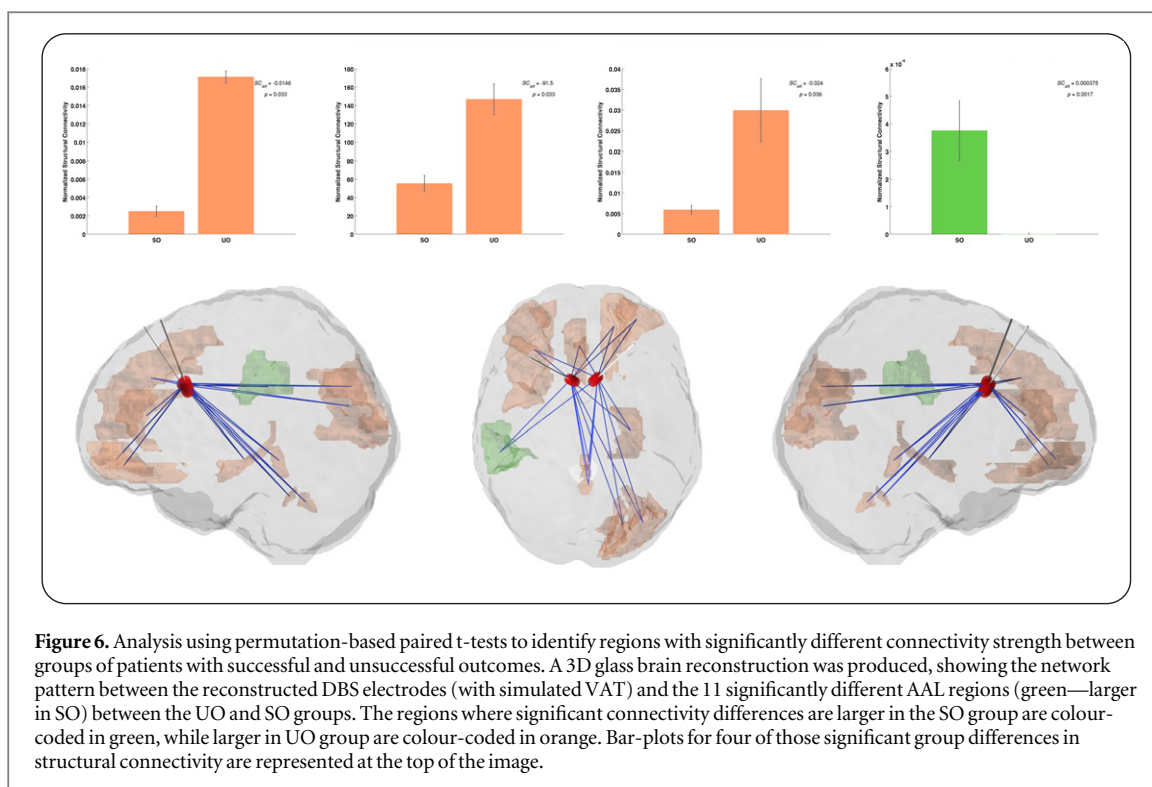 0.018
0.016
0.014
0.012
0.01
0.008
0.006
0.004
0.002
0
Normalized Structural Connectivity
SC = -0.0146
p = 0.033
SO UO
180
160
140
120
100
80
60
40
20
0
Normalized Structural Connectivity
SC = -91.5
p = 0.033
SO UO
0.04
0.035
0.03
0.025
0.02
0.015
0.01
0.005
0
Normalized Structural Connectivity
SC = -0.024
p = 0.036
SO UO
6 × 10⁻⁴
5
4
3
2
1
0
Normalized Structural Connectivity
SC = 0.000375
p = 0.0017
SO UO
Figure 6. Analysis using permutation-based paired t-tests to identify regions with significantly different connectivity strength between
groups of patients with successful and unsuccessful outcomes. A 3D glass brain reconstruction was produced, showing the network
pattern between the reconstructed DBS electrodes (with simulated VAT) and the 11 significantly different AAL regions (green—larger
in SO) between the UO and SO groups. The regions where significant connectivity differences are larger in the SO group are colour-
coded in green, while larger in UO group are colour-coded in orange. Bar-plots for four of those significant group differences in
structural connectivity are represented at the top of the image.